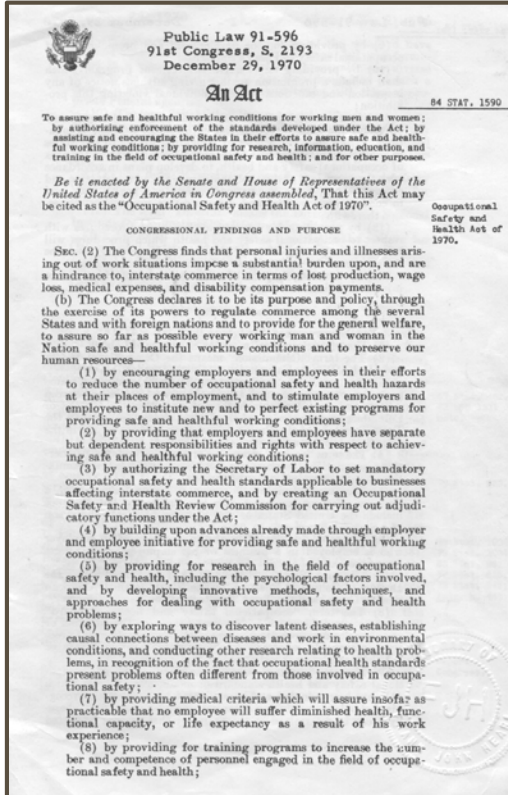 Public Law 91-596
91st Congress, S. 2193
December 29, 1970
An Act
84 STAT. 1590
To assure safe and healthful working conditions for working men and women;
by authorizing enforcement of the standards developed under the Act; by
assisting and encouraging the States in their efforts to assure safe and health-
ful working conditions; by providing for research, information, education, and
training in the field of occupational safety and health; and for other purposes.
Be it enacted by the Senate and House of Representatives of the
United States of America in Congress assembled, That this Act may
be cited as the "Occupational Safety and Health Act of 1970".
Occupational
Safety and
Health Act of
1970.
CONGRESSIONAL FINDINGS AND PURPOSE
SEC. (2) The Congress finds that personal injuries and illnesses aris-
ing out of work situations impose a substantial burden upon, and are
a hindrance to, interstate commerce in terms of lost production, wage
loss, medical expenses, and disability compensation payments.
(b) The Congress declares it to be its purpose and policy, through
the exercise of its powers to regulate commerce among the several
States and with foreign nations and to provide for the general welfare,
to assure so far as possible every working man and woman in the
Nation safe and healthful working conditions and to preserve our
human resources—
(1) by encouraging employers and employees in their efforts
to reduce the number of occupational safety and health hazards
at their places of employment, and to stimulate employers and
employees to institute new and to perfect existing programs for
providing safe and healthful working conditions;
(2) by providing that employers and employees have separate
but dependent responsibilities and rights with respect to achiev-
ing safe and healthful working conditions;
(3) by authorizing the Secretary of Labor to set mandatory
occupational safety and health standards applicable to businesses
affecting interstate commerce, and by creating an Occupational
Safety and Health Review Commission for carrying out adjudi-
catory functions under the Act;
(4) by building upon advances already made through employer
and employee initiative for providing safe and healthful working
conditions;
(5) by providing for research in the field of occupational
safety and health, including the psychological factors involved,
and by developing innovative methods, techniques, and
approaches for dealing with occupational safety and health
problems;
(6) by exploring ways to discover latent diseases, establishing
causal connections between diseases and work in environmental
conditions, and conducting other research relating to health prob-
lems, in recognition of the fact that occupational health standards
present problems often different from those involved in occupa-
tional safety;
(7) by providing medical criteria which will assure insofar as
practicable that no employee will suffer diminished health, func-
tional capacity, or life expectancy as a result of his work
experience;
(8) by providing for training programs to increase the num-
ber and competence of personnel engaged in the field of occupa-
tional safety and health;